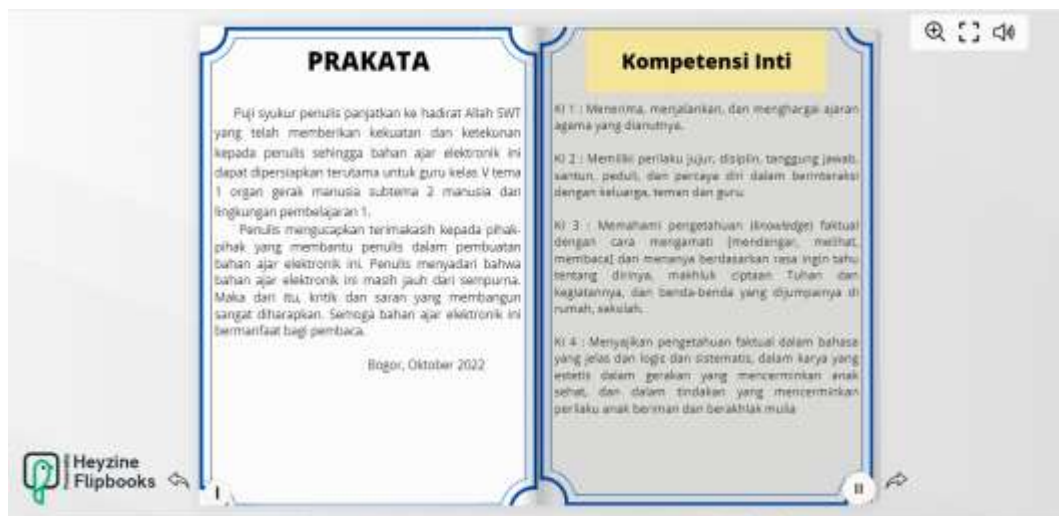 PRAKATA
Puji syukur penulis panjatkan ke hadirat Allah SWT
yang telah memberikan kekuatan dan ketekunan
kepada penulis sehingga bahan ajar elektronik ini
dapat dipersiapkan terutama untuk guru kelas V tema
1 organ gerak manusia subtema 2 manusia dan
lingkungan pembelajaran 1.
Penulis mengucapkan terimakasih kepada pihak-
pihak yang membantu penulis dalam pembuatan
bahan ajar elektronik ini. Penulis menyadari bahwa
bahan ajar elektronik ini masih jauh dari sempurna.
Maka dari itu, kritik dan saran yang membangun
sangat diharapkan. Semoga bahan ajar elektronik ini
bermanfaat bagi pembaca.
Bogor, Oktober 2022
I
Kompetensi Inti
KI 1 : Menerima, menjalankan, dan menghargai ajaran
agama yang dianutnya.
KI 2 : Memiliki perilaku jujur, disiplin, tanggung jawab,
santun, peduli, dan percaya diri dalam berinteraksi
dengan keluarga, teman dan guru.
KI 3 : Memahami pengetahuan (knowledge) faktual
dengan cara mengamati [mendengar, melihat,
membaca] dan menanya berdasarkan rasa ingin tahu
tentang dirinya, makhluk ciptaan Tuhan dan
kegiatannya, dan benda-benda yang dijumpainya di
rumah, sekolah.
KI 4 : Menyajikan pengetahuan faktual dalam bahasa
yang jelas dan logis dan sistematis, dalam karya yang
estetis dalam gerakan yang mencerminkan anak
sehat, dan dalam tindakan yang mencerminkan
perilaku anak beriman dan berakhlak mulia
II
Heyzine
Flipbooks